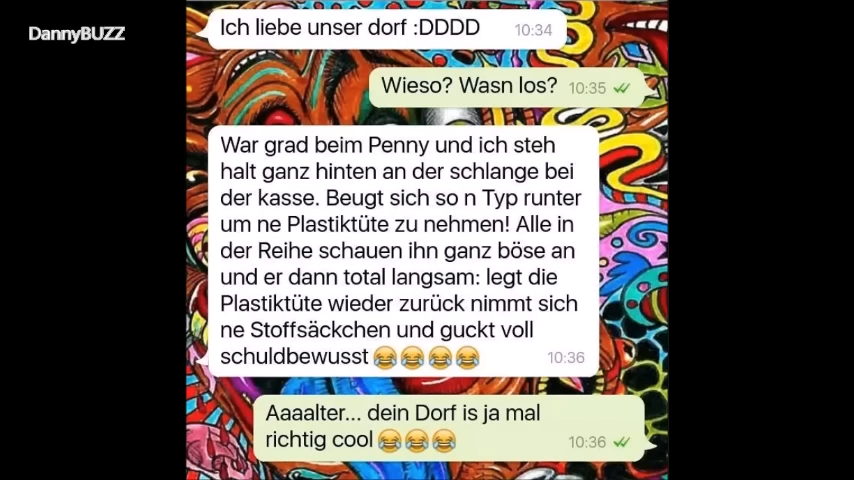 DannyBUZZ
Ich liebe unser dorf :DDDD 10:34
Wieso? Wasn los? 10:35
War grad beim Penny und ich steh
halt ganz hinten an der schlange bei
der kasse. Beugt sich so n Typ runter
um ne Plastiktüte zu nehmen! Alle in
der Reihe schauen ihn ganz böse an
und er dann total langsam: legt die
Plastiktüte wieder zurück nimmt sich
ne Stoffsäckchen und guckt voll
schuldbewusst 😂😂😂😂 10:36
Aaaalter... dein Dorf is ja mal
richtig cool 😂😂😂 10:36